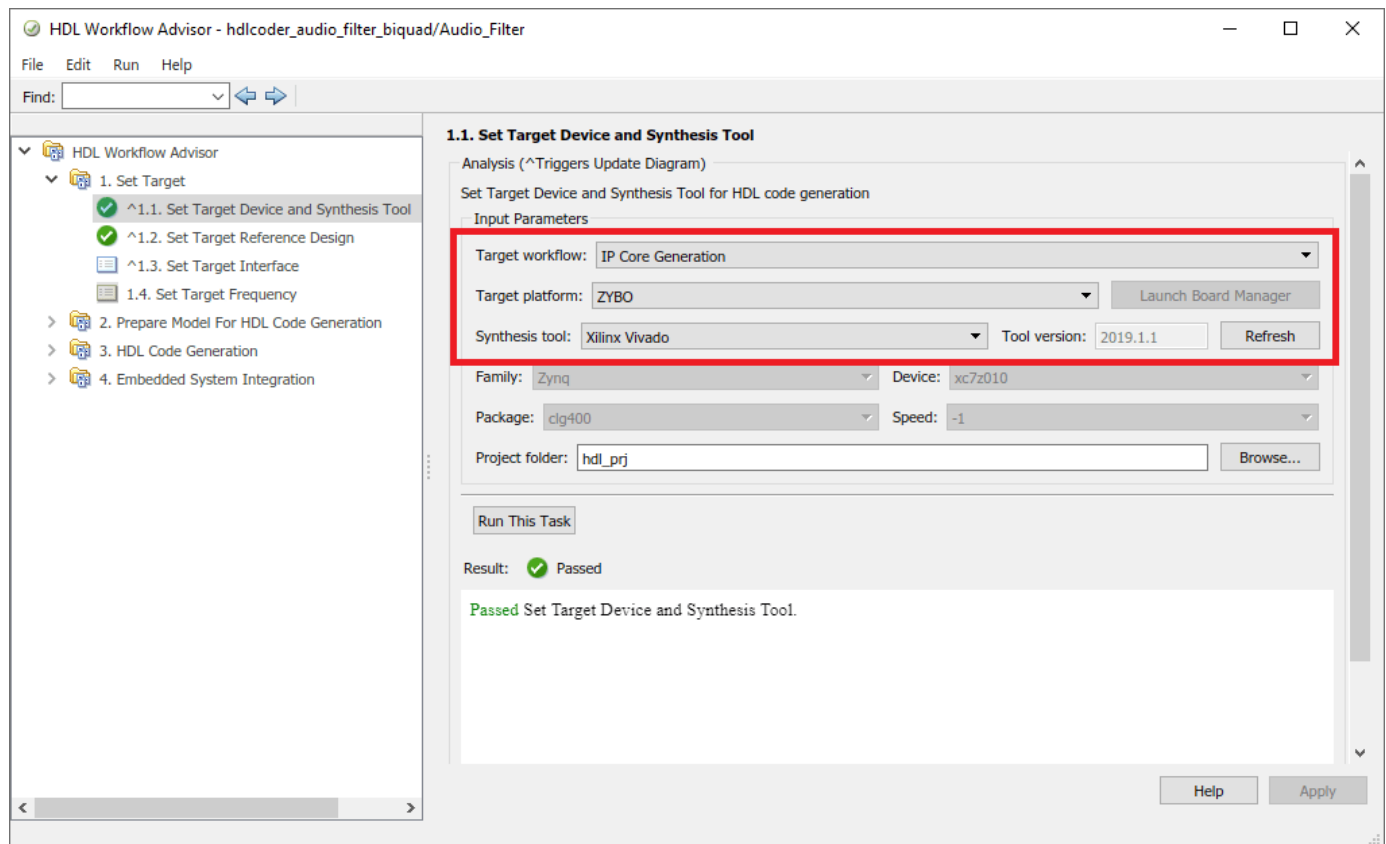 HDL Workflow Advisor - hdlcoder_audio_filter_biquad/Audio_Filter
File Edit Run Help
Find:
HDL Workflow Advisor
1. Set Target
^1.1. Set Target Device and Synthesis Tool
^1.2. Set Target Reference Design
^1.3. Set Target Interface
1.4. Set Target Frequency
2. Prepare Model For HDL Code Generation
3. HDL Code Generation
4. Embedded System Integration
1.1. Set Target Device and Synthesis Tool
Analysis (^Triggers Update Diagram)
Set Target Device and Synthesis Tool for HDL code generation
Input Parameters
Target workflow: IP Core Generation
Target platform: ZYBO Launch Board Manager
Synthesis tool: Xilinx Vivado Tool version: 2019.1.1 Refresh
Family: Zynq Device: xc7z010
Package: clg400 Speed: -1
Project folder: hdl_prj Browse...
Run This Task
Result: Passed
Passed Set Target Device and Synthesis Tool.
Help Apply